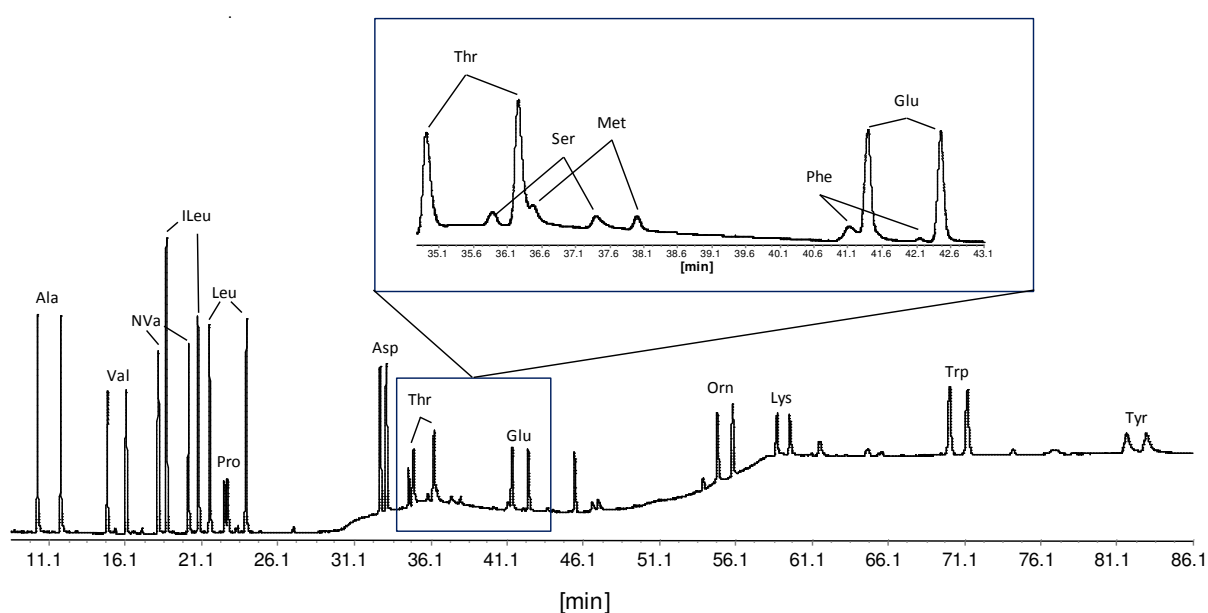 Thr
Glu
Met
Ser
Phe
35.1 35.6 36.1 36.6 37.1 37.6 38.1 38.6 39.1 39.6 40.1 40.6 41.1 41.6 42.1 42.6 43.1
[min]
ILeu
Ala
Leu
NVa
Asp
Val
Thr
Orn
Lys
Trp
Tyr
Glu
Pro
11.1 16.1 21.1 26.1 31.1 36.1 41.1 46.1 51.1 56.1 61.1 66.1 71.1 76.1 81.1 86.1
[min]